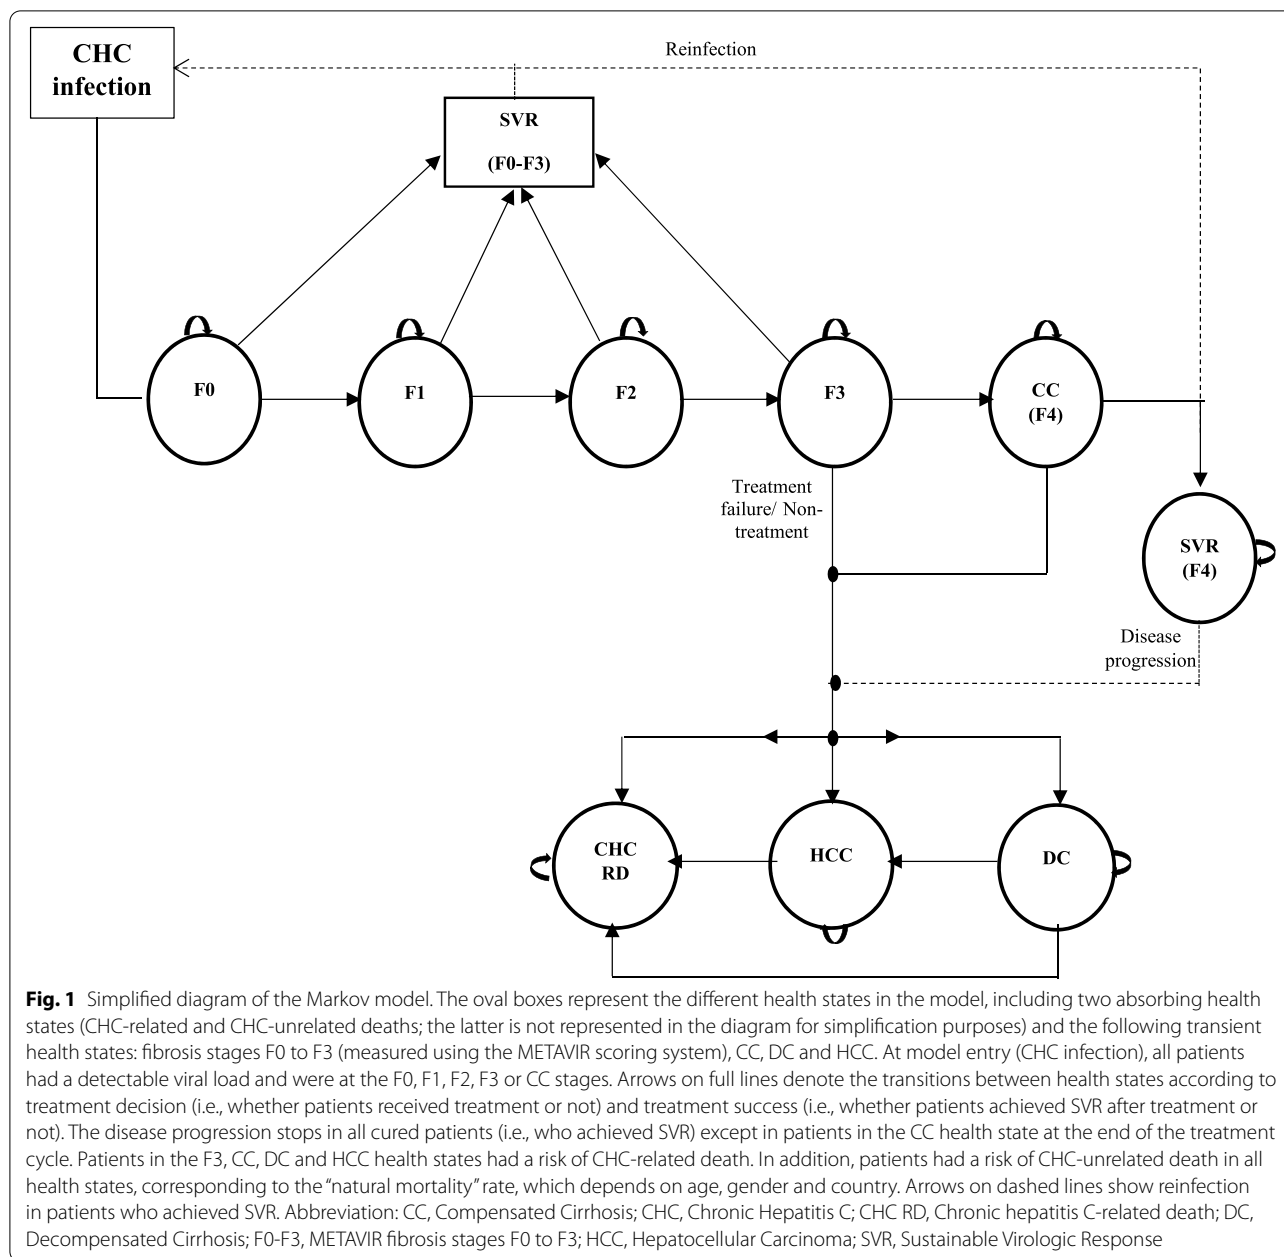 CHC
infection
Reinfection
SVR
(F0-F3)
F0
F1
F2
F3
CC
(F4)
Treatment
failure/ Non-
treatment
SVR
(F4)
Disease
progression
CHC
RD
HCC
DC
Fig. 1 Simplified diagram of the Markov model. The oval boxes represent the different health states in the model, including two absorbing health
states (CHC-related and CHC-unrelated deaths; the latter is not represented in the diagram for simplification purposes) and the following transient
health states: fibrosis stages F0 to F3 (measured using the METAVIR scoring system), CC, DC and HCC. At model entry (CHC infection), all patients
had a detectable viral load and were at the F0, F1, F2, F3 or CC stages. Arrows on full lines denote the transitions between health states according to
treatment decision (i.e., whether patients received treatment or not) and treatment success (i.e., whether patients achieved SVR after treatment or
not). The disease progression stops in all cured patients (i.e., who achieved SVR) except in patients in the CC health state at the end of the treatment
cycle. Patients in the F3, CC, DC and HCC health states had a risk of CHC-related death. In addition, patients had a risk of CHC-unrelated death in all
health states, corresponding to the “natural mortality” rate, which depends on age, gender and country. Arrows on dashed lines show reinfection
in patients who achieved SVR. Abbreviation: CC, Compensated Cirrhosis; CHC, Chronic Hepatitis C; CHC RD, Chronic hepatitis C-related death; DC,
Decompensated Cirrhosis; F0-F3, METAVIR fibrosis stages F0 to F3; HCC, Hepatocellular Carcinoma; SVR, Sustainable Virologic Response